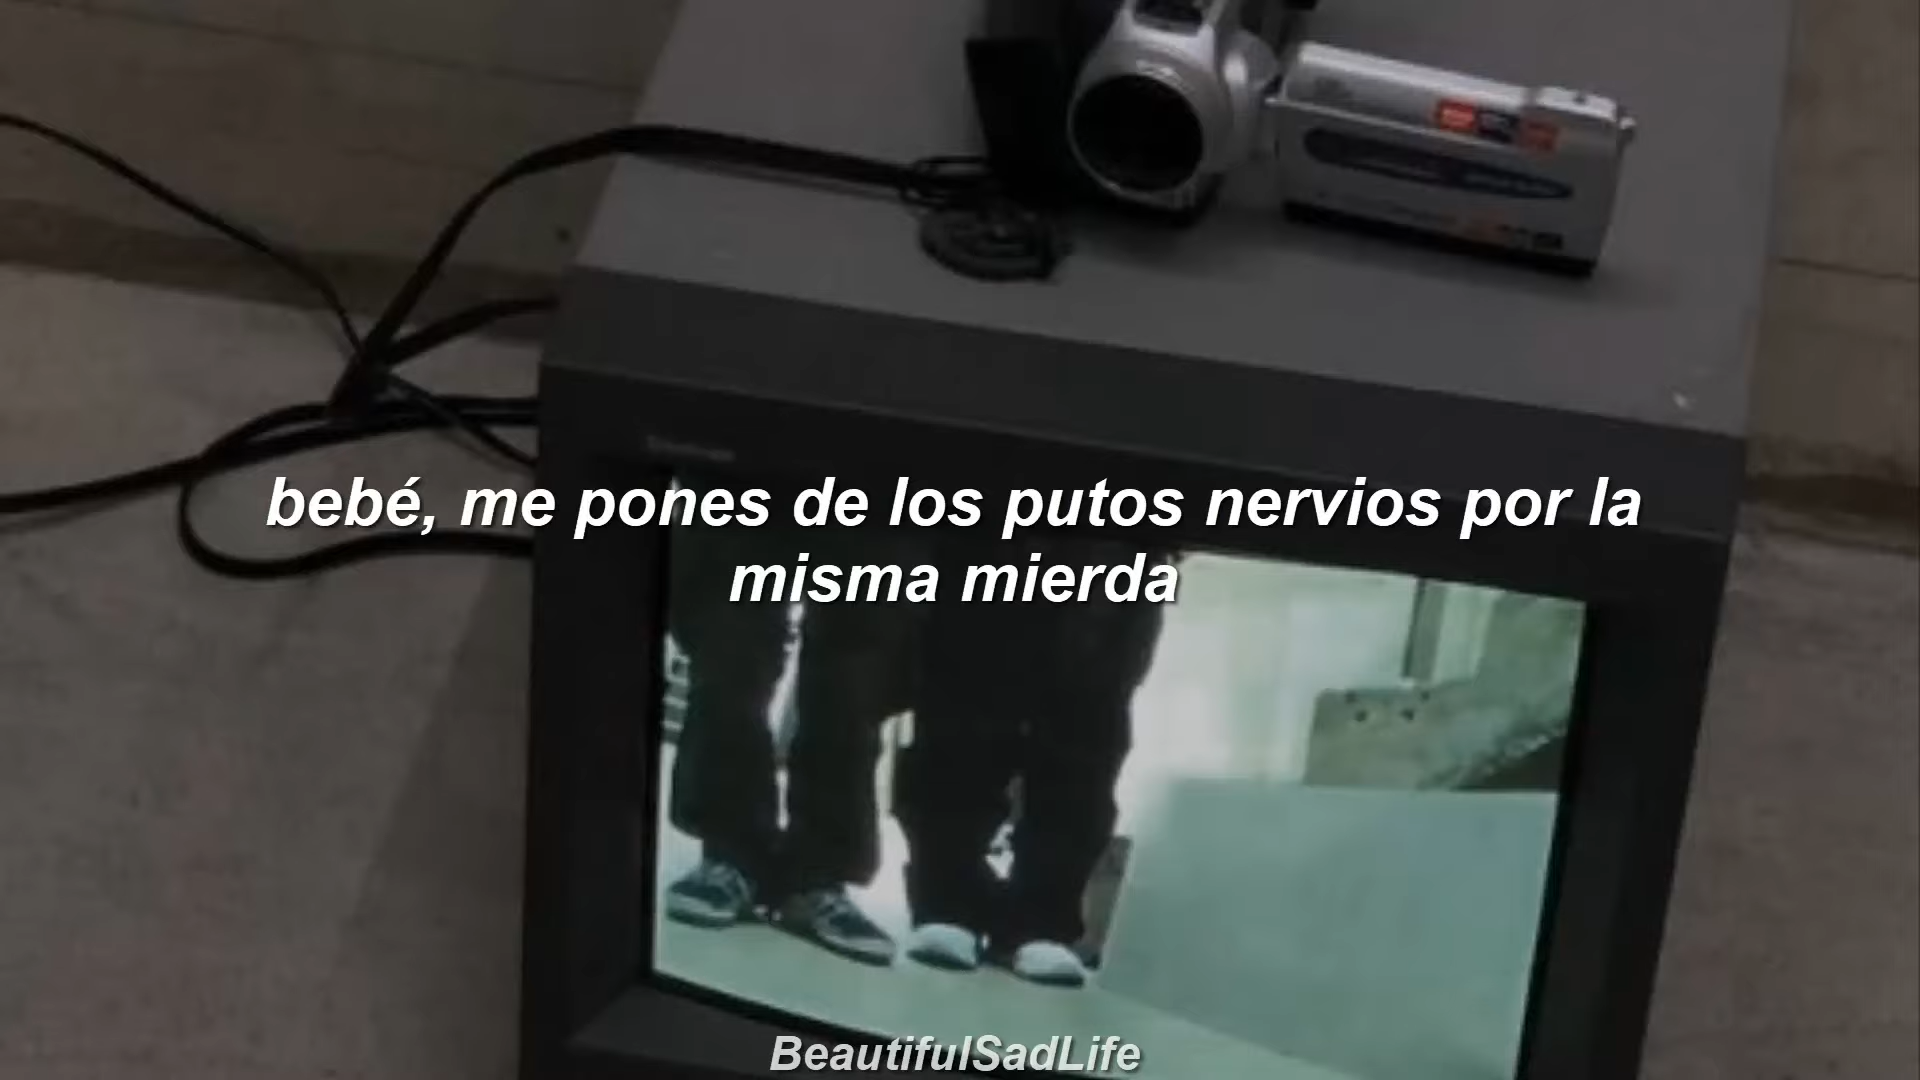 bebé, me pones de los putos nervios por la
misma mierda
BeautifulSadLife